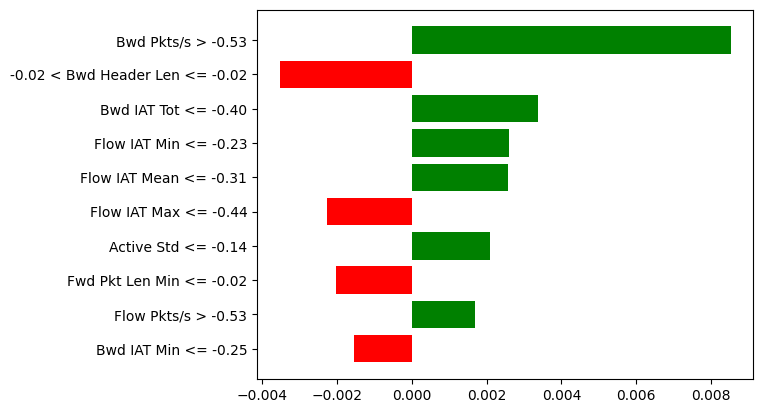 Bwd Pkts/s > -0.53
-0.02 < Bwd Header Len <= -0.02
Bwd IAT Tot <= -0.40
Flow IAT Min <= -0.23
Flow IAT Mean <= -0.31
Flow IAT Max <= -0.44
Active Std <= -0.14
Fwd Pkt Len Min <= -0.02
Flow Pkts/s > -0.53
Bwd IAT Min <= -0.25
−0.004 −0.002 0.000 0.002 0.004 0.006 0.008